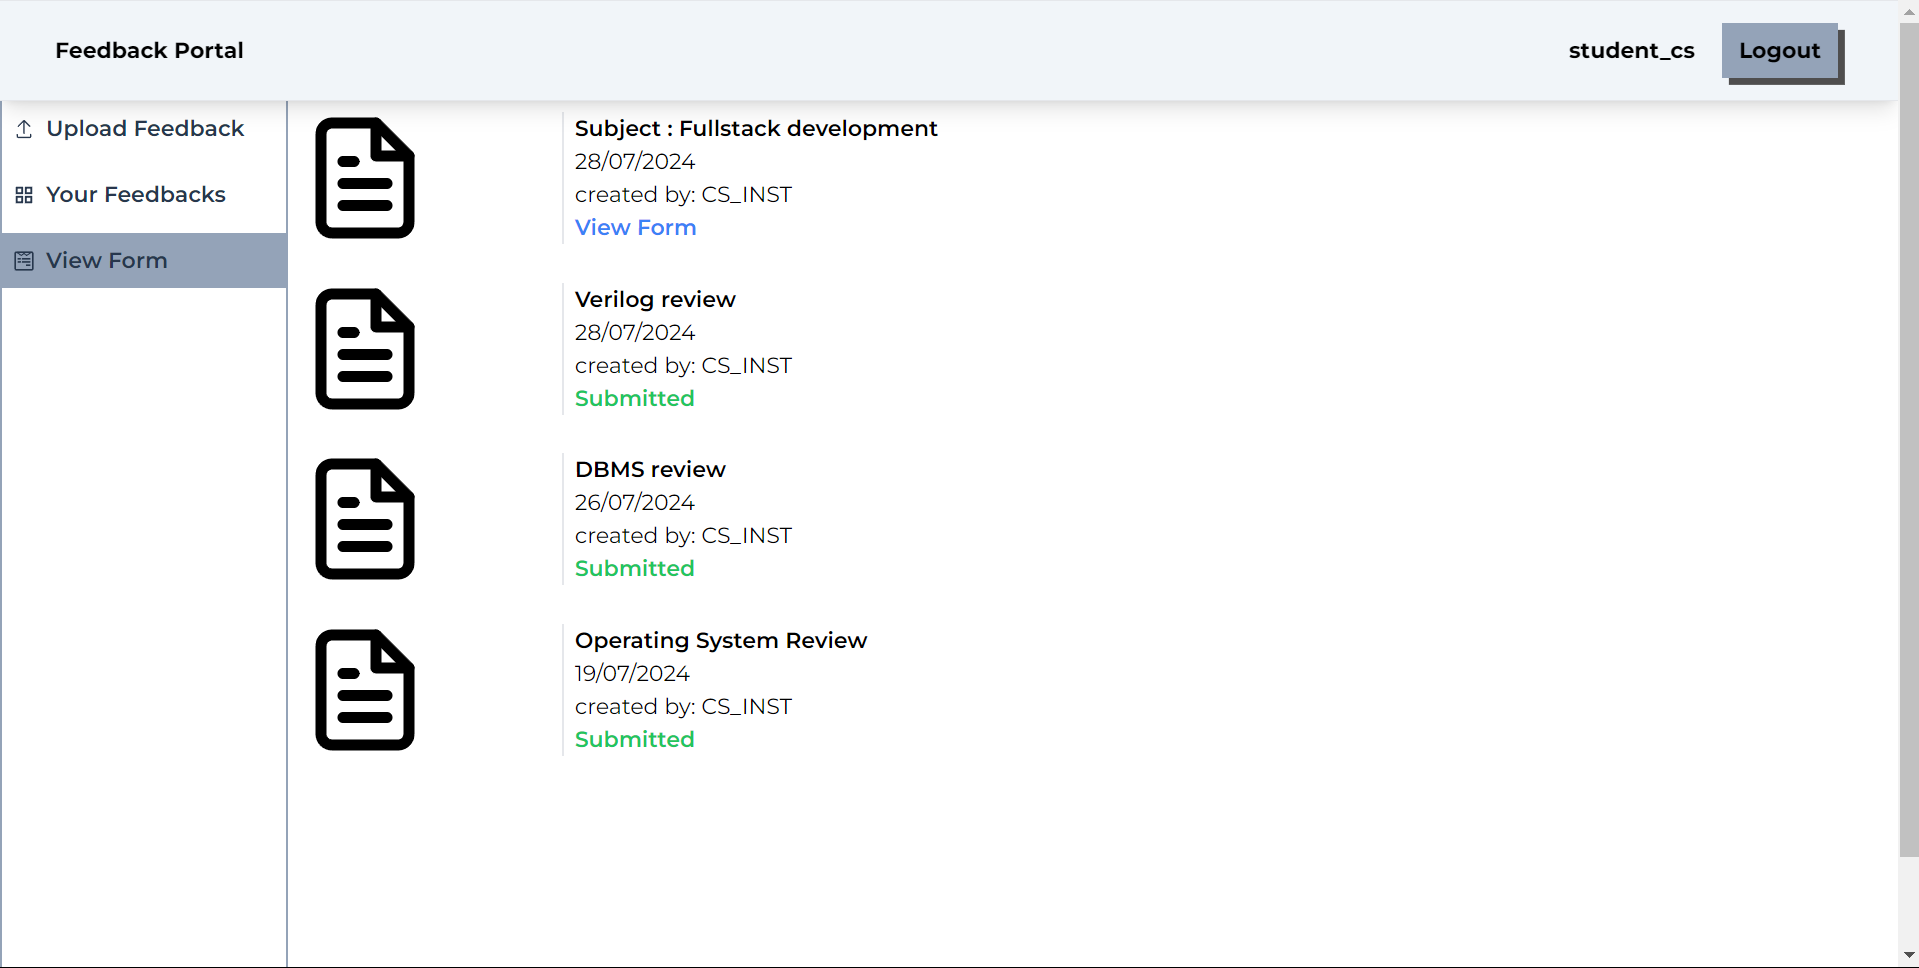 Feedback Portal
student_cs
Logout
Upload Feedback
Your Feedbacks
View Form
Subject : Fullstack development
28/07/2024
created by: CS_INST
View Form
Verilog review
28/07/2024
created by: CS_INST
Submitted
DBMS review
26/07/2024
created by: CS_INST
Submitted
Operating System Review
19/07/2024
created by: CS_INST
Submitted